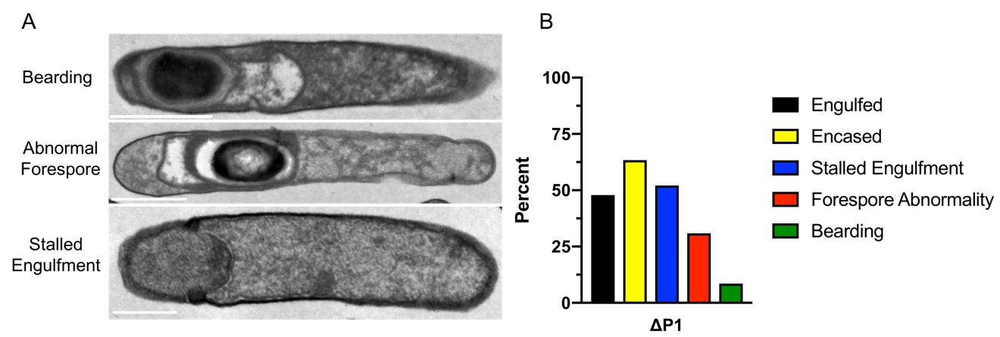 A
Bearding
Abnormal
Forespore
Stalled
Engulfment
B
100
75
50
25
0
Percent
ΔP1
Engulfed
Encased
Stalled Engulfment
Forespore Abnormality
Bearding